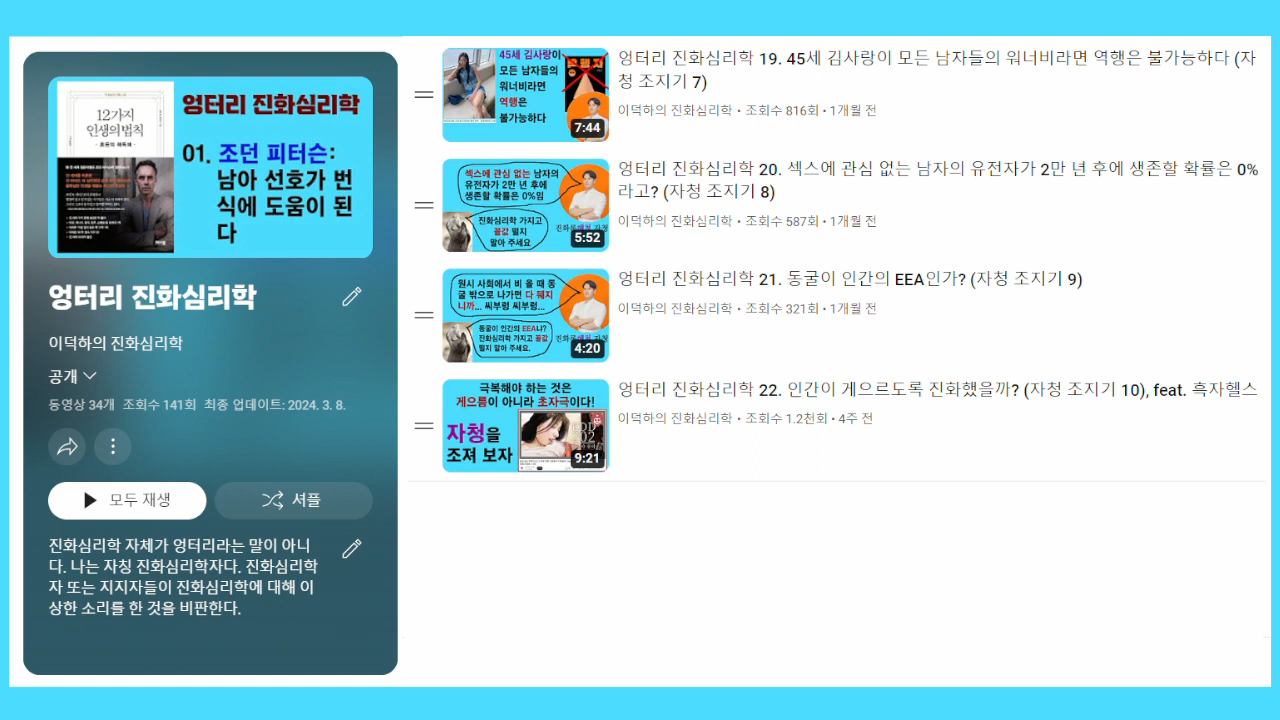 12가지
인생의 법칙
엉터리 진화심리학
01. 조던 피터슨:
남아 선호가 번
식에 도움이 된
다
엉터리 진화심리학
이덕하의 진화심리학
공개
동영상 34개 조회수 141회 최종 업데이트: 2024. 3. 8.
모두 재생
셔플
진화심리학 자체가 엉터리라는 말이 아니
다. 나는 자칭 진화심리학자다. 진화심리학
자 또는 지지자들이 진화심리학에 대해 이
상한 소리를 한 것을 비판한다.
45세 김사랑이
모든 남자들의
워너비라면
역행은
불가능하다
7:44
엉터리 진화심리학 19. 45세 김사랑이 모든 남자들의 워너비라면 역행은 불가능하다 (자
청 조지기 7)
이덕하의 진화심리학 • 조회수 816회 • 1개월 전
섹스에 관심 없는 남자의
유전자가 2만 년 후에
생존할 확률은 0%임
진화심리학 가지고
꼴값 떨지
말아 주세요
5:52
엉터리 진화심리학 20. 섹스에 관심 없는 남자의 유전자가 2만 년 후에 생존할 확률은 0%
라고? (자청 조지기 8)
이덕하의 진화심리학 • 조회수 587회 • 1개월 전
원시 사회에서 비 올 때 동
굴 밖으로 나가면 다 뒈지
니까... 씨부렁 씨부렁...
동굴이 인간의 EEA냐?
진화심리학 가지고 꼴값
떨지 말아 주세요.
4:20
엉터리 진화심리학 21. 동굴이 인간의 EEA인가? (자청 조지기 9)
이덕하의 진화심리학 • 조회수 321회 • 1개월 전
극복해야 하는 것은
게으름이 아니라 초자극이다!
자청을
조져 보자
9:21
엉터리 진화심리학 22. 인간이 게으르도록 진화했을까? (자청 조지기 10), feat. 흑자헬스
이덕하의 진화심리학 • 조회수 1.2천회 • 4주 전